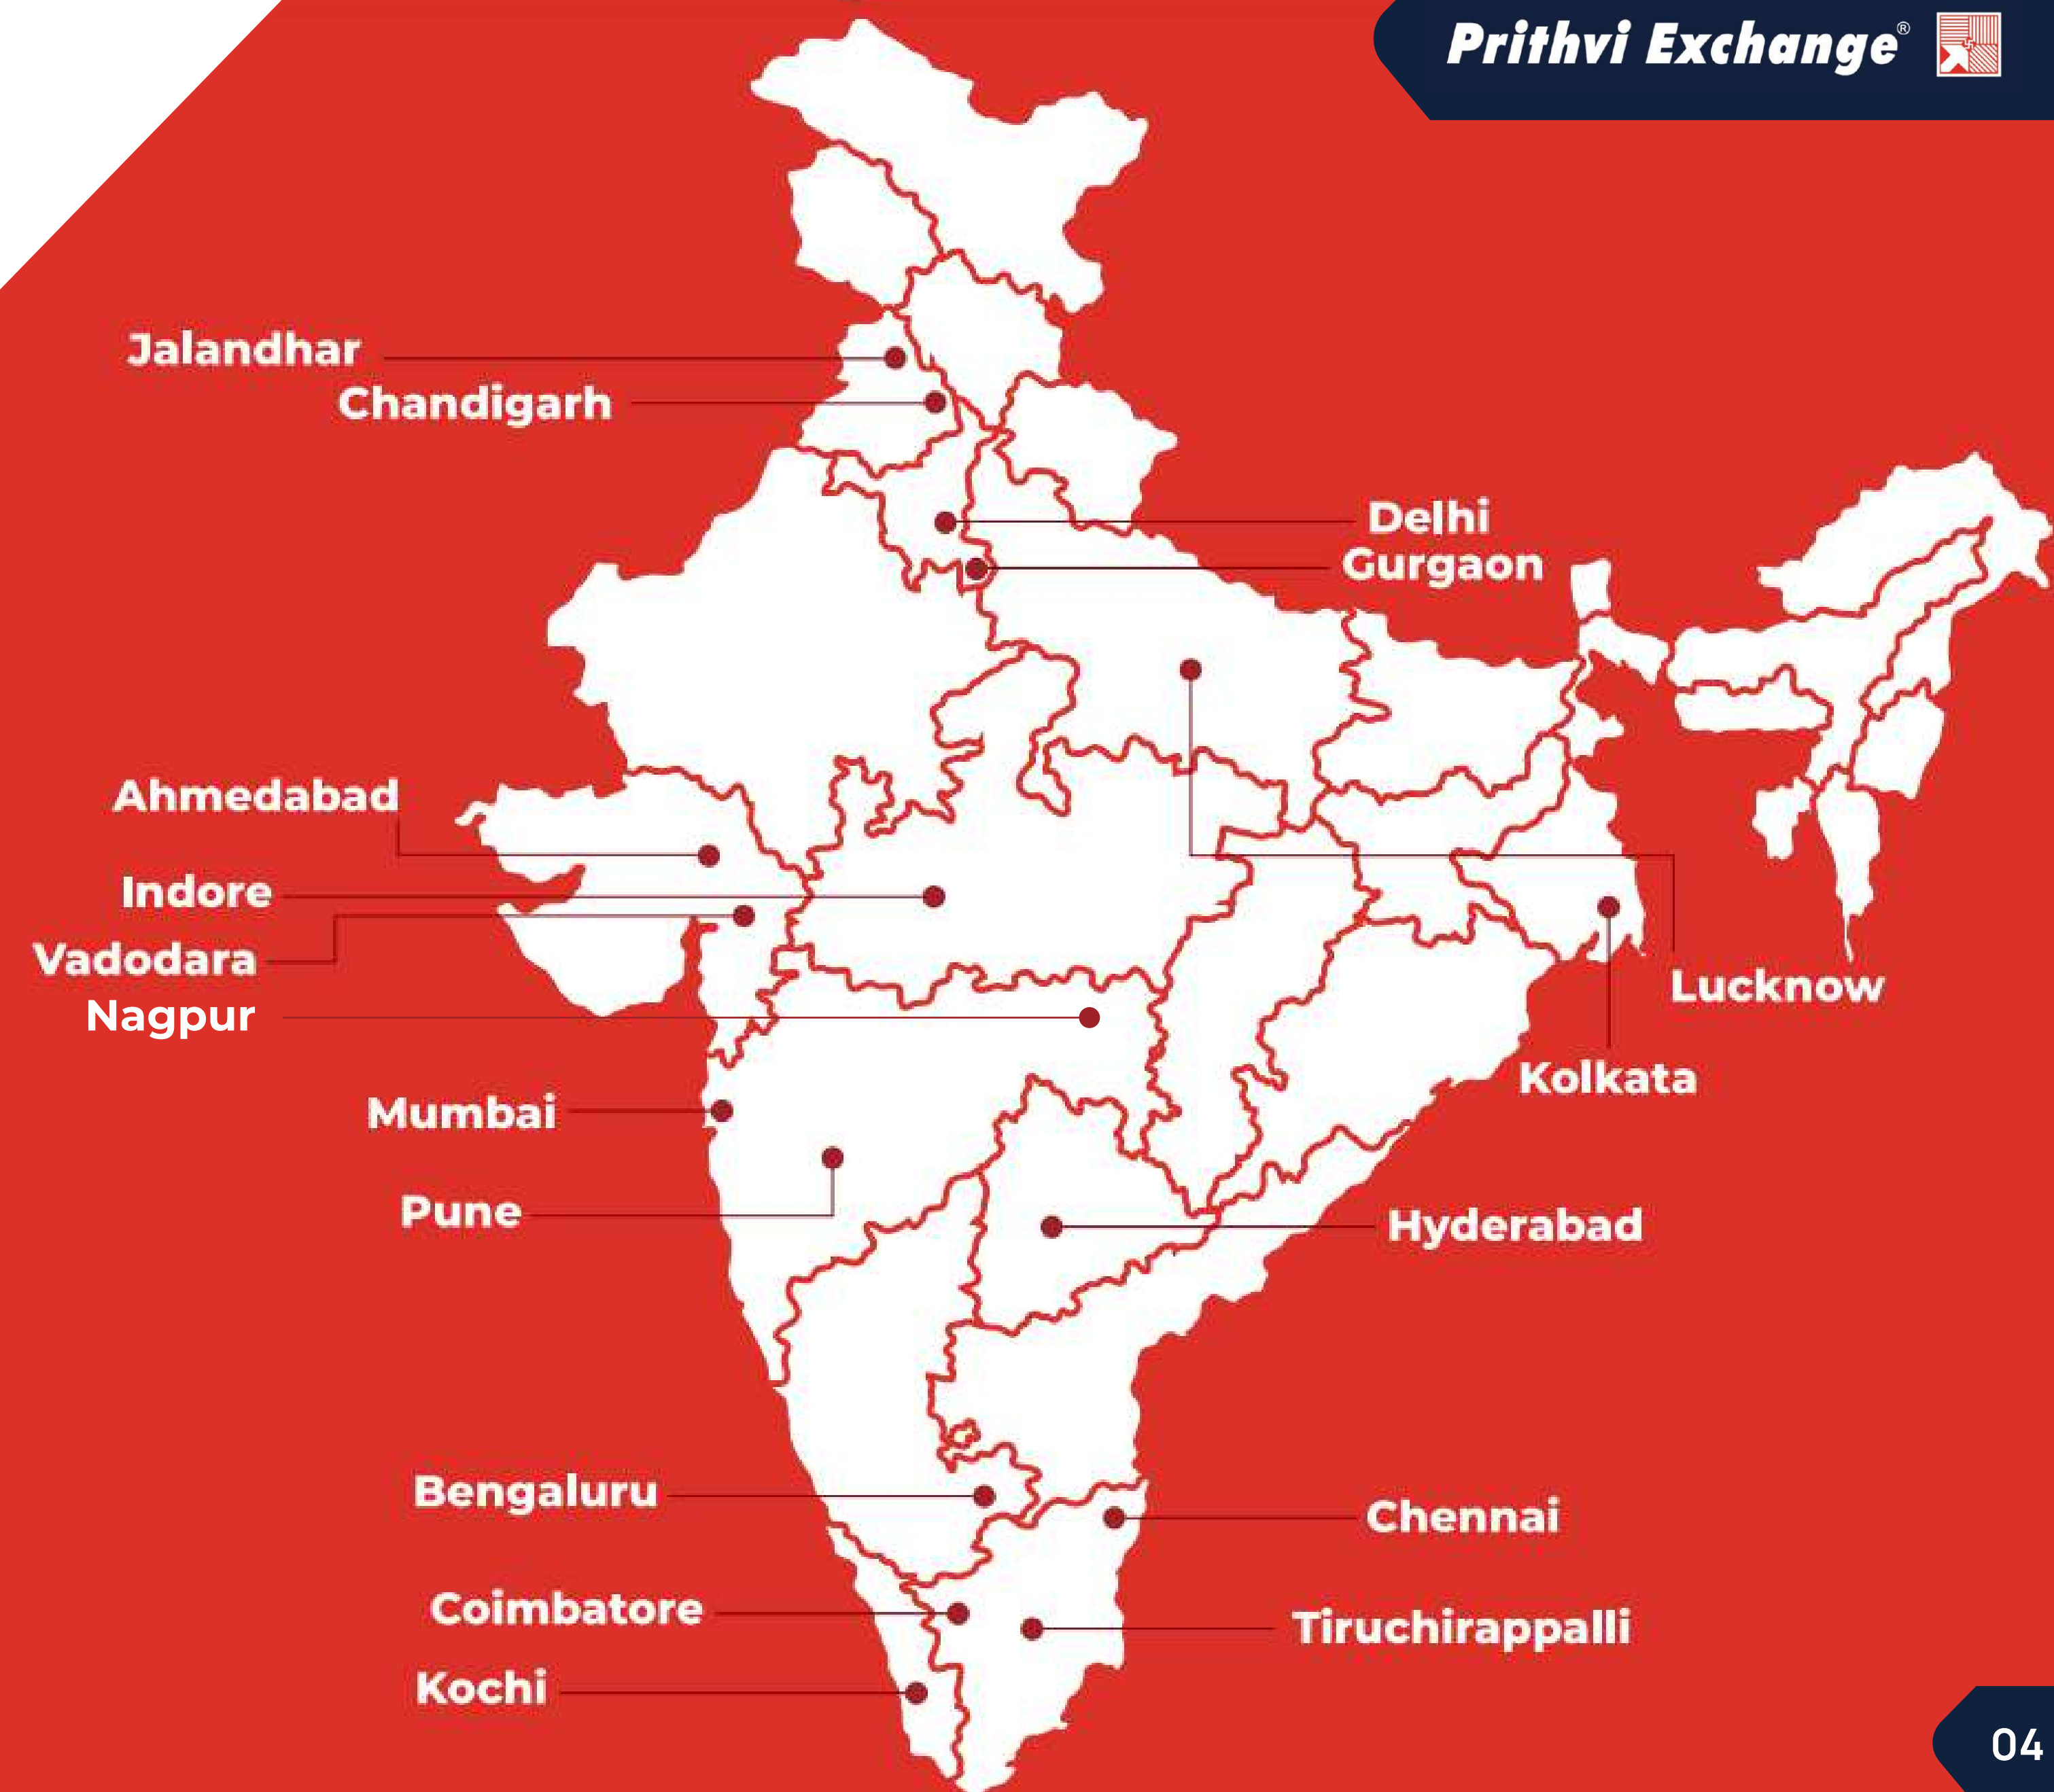 Prithvi Exchange®
Jalandhar
Chandigarh
Delhi
Gurgaon
Ahmedabad
Indore
Vadodara
Nagpur
Lucknow
Kolkata
Mumbai
Pune
Hyderabad
Bengaluru
Chennai
Coimbatore
Tiruchirappalli
Kochi
04